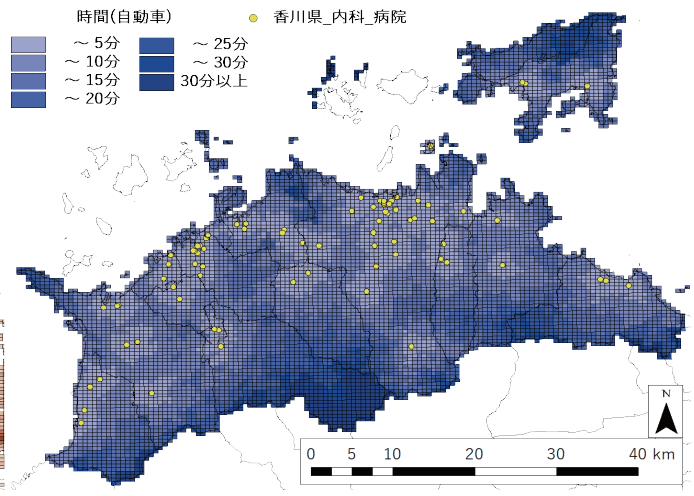 時間(自動車)
香川県_内科_病院
～5分
～10分
～15分
～20分
～25分
～30分
30分以上
N
0 5 10 20 30 40 km